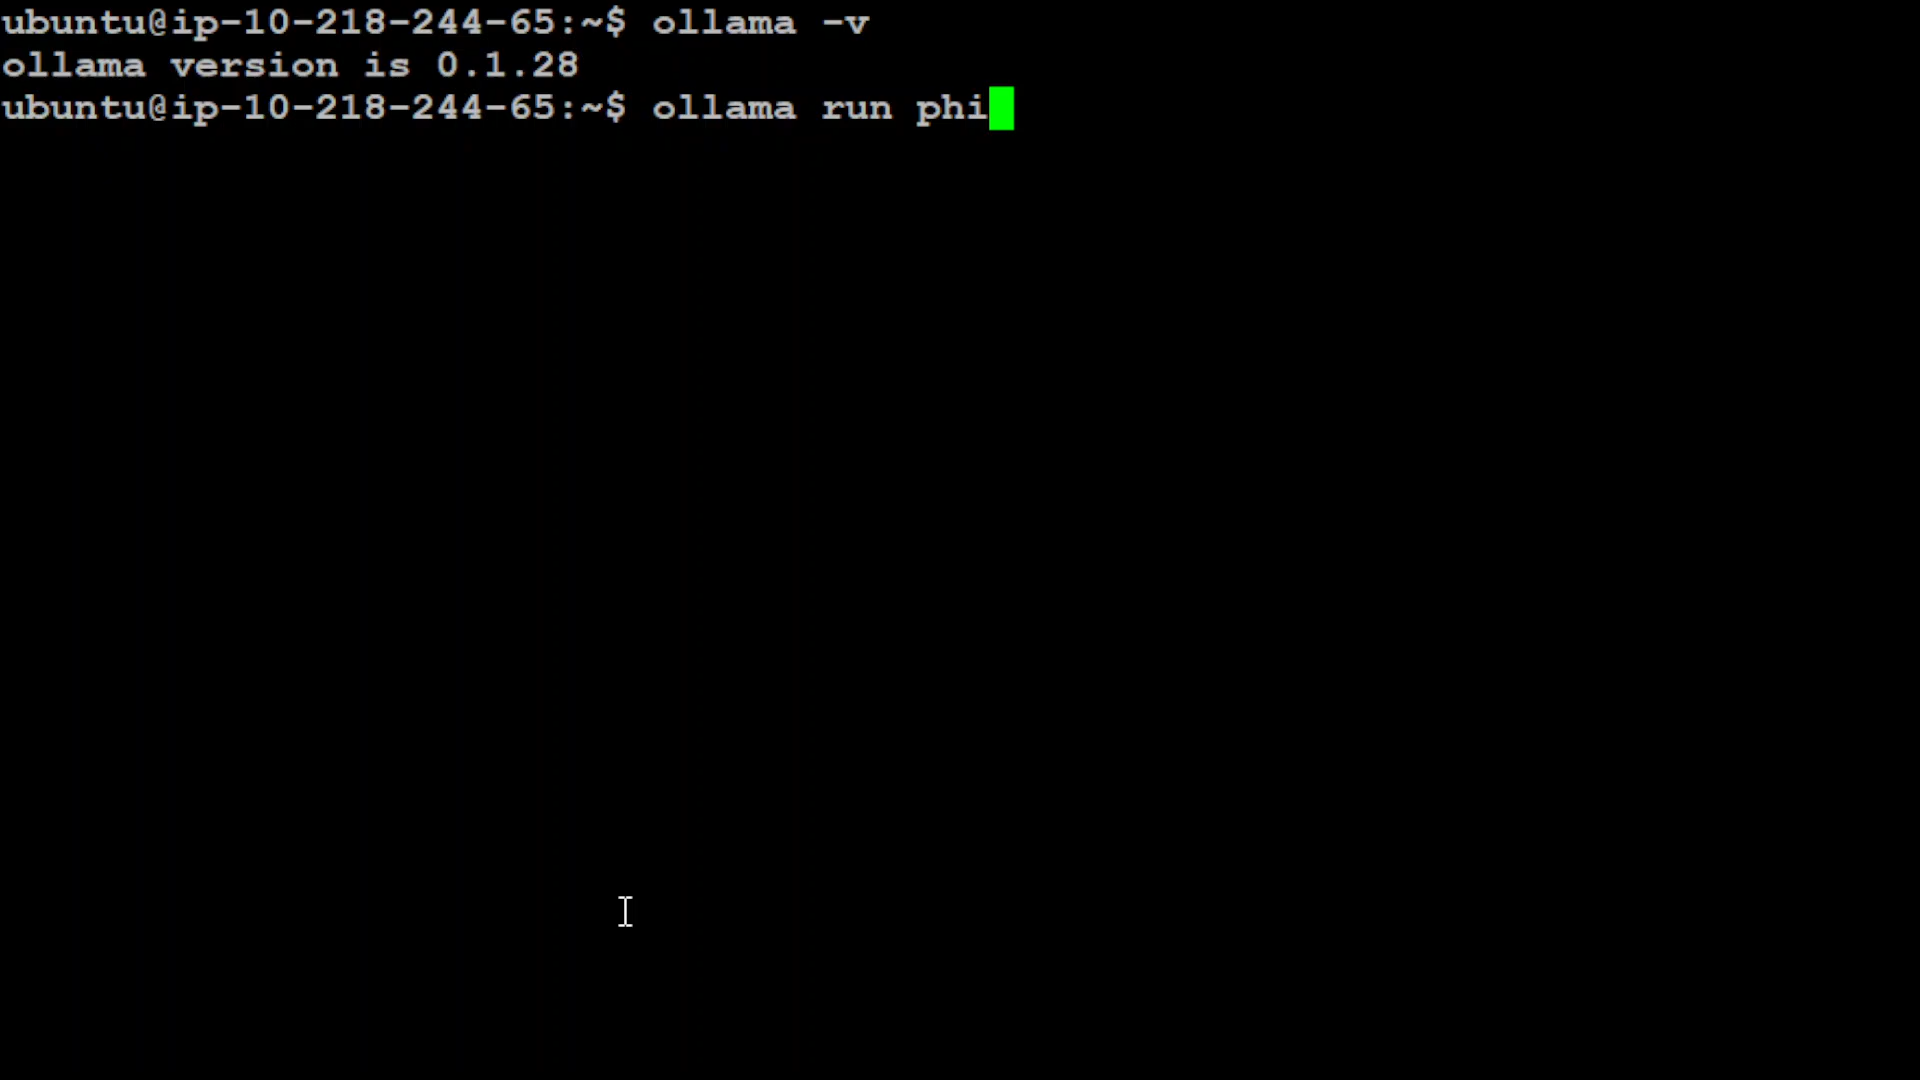 ubuntu@ip-10-218-244-65:~$ ollama -v
ollama version is 0.1.28
ubuntu@ip-10-218-244-65:~$ ollama run phi